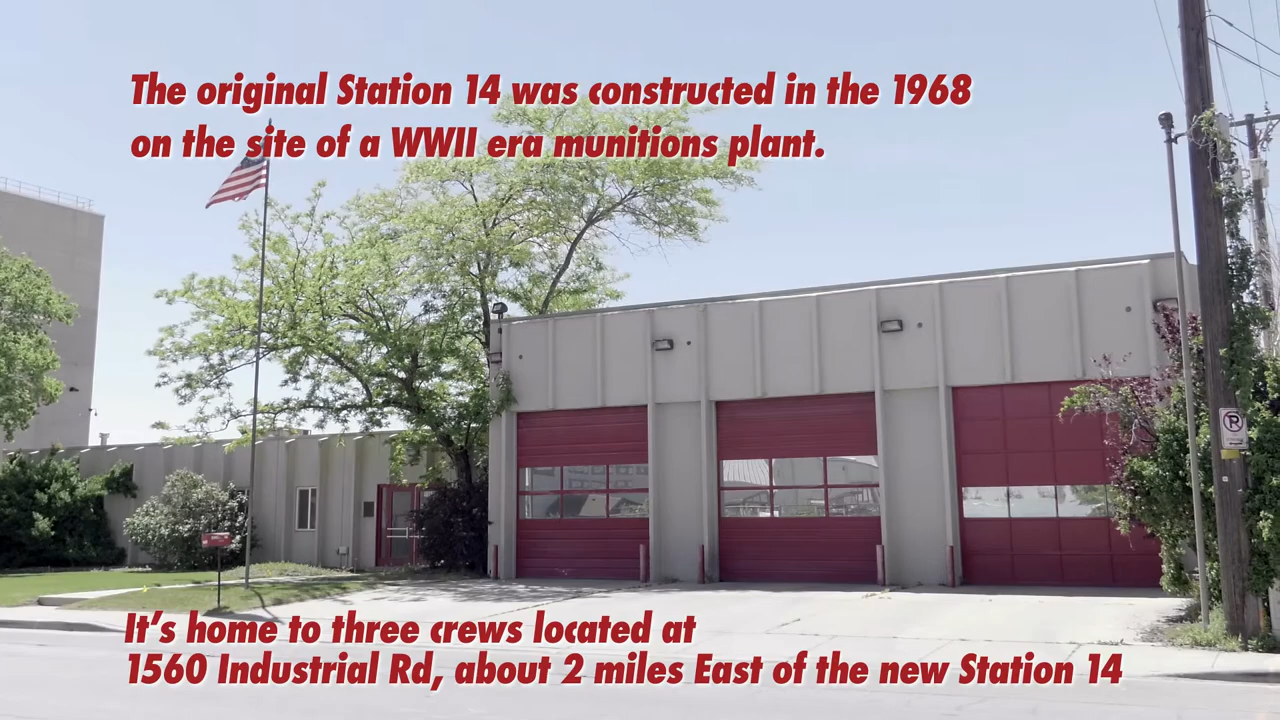 The original Station 14 was constructed in the 1968
on the site of a WWII era munitions plant.
It's home to three crews located at
1560 Industrial Rd, about 2 miles East of the new Station 14